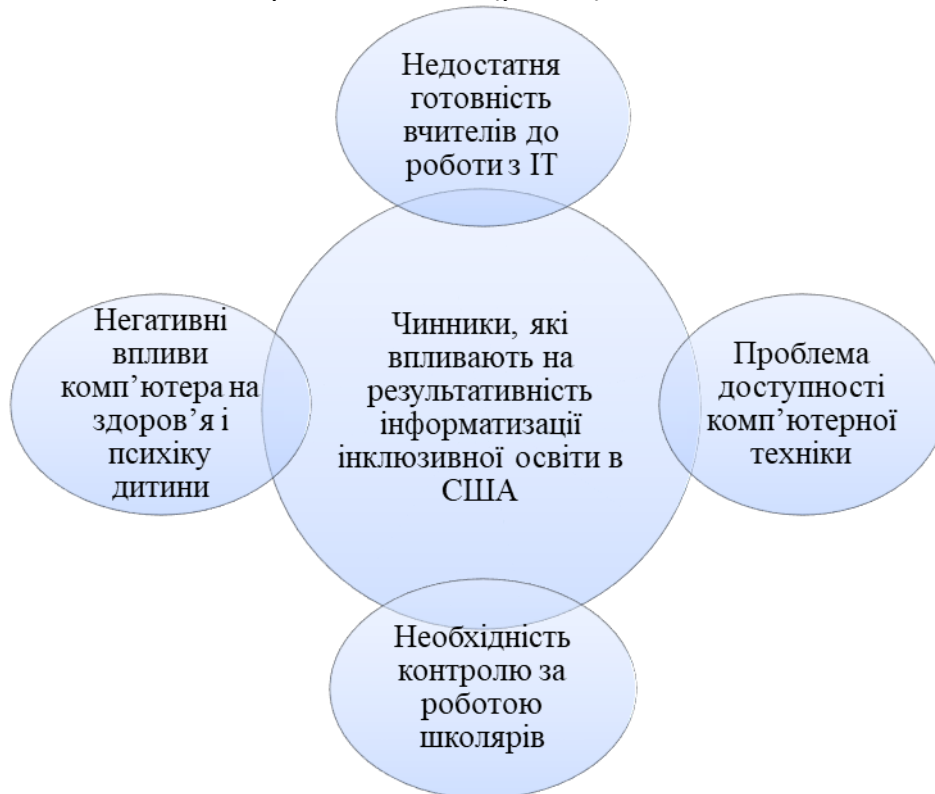 Недостатня
готовність
вчителів до
роботи з ІТ
Негативні
впливи
комп’ютера на
здоров’я і
психіку
дитини
Чинники, які
впливають на
результативність
інформатизації
інклюзивної освіти в
США
Проблема
доступності
комп’ютерної
техніки
Необхідність
контролю за
роботою
школярів